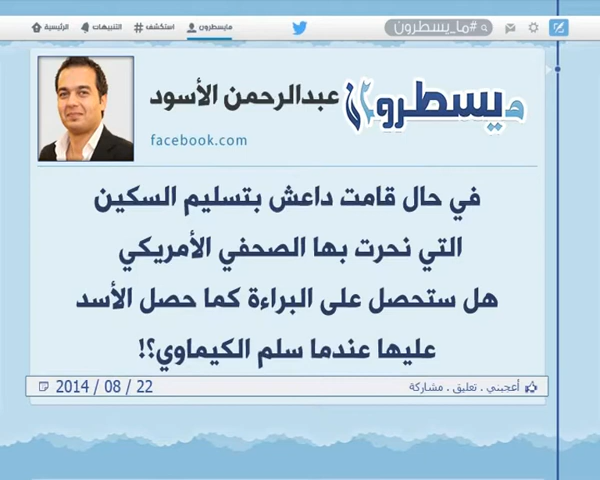 الرئيسية
التنبيهات
# استكشف
مايسطرون
#ما_يسطرون
ما يسطرون
عبدالرحمن الأسود
facebook.com
في حال قامت داعش بتسليم السكين
التي نحرت بها الصحفي الأمريكي
هل ستحصل على البراءة كما حصل الأسد
عليها عندما سلم الكيماوي؟!
أعجبني . تعليق . مشاركة
2014 / 08 / 22